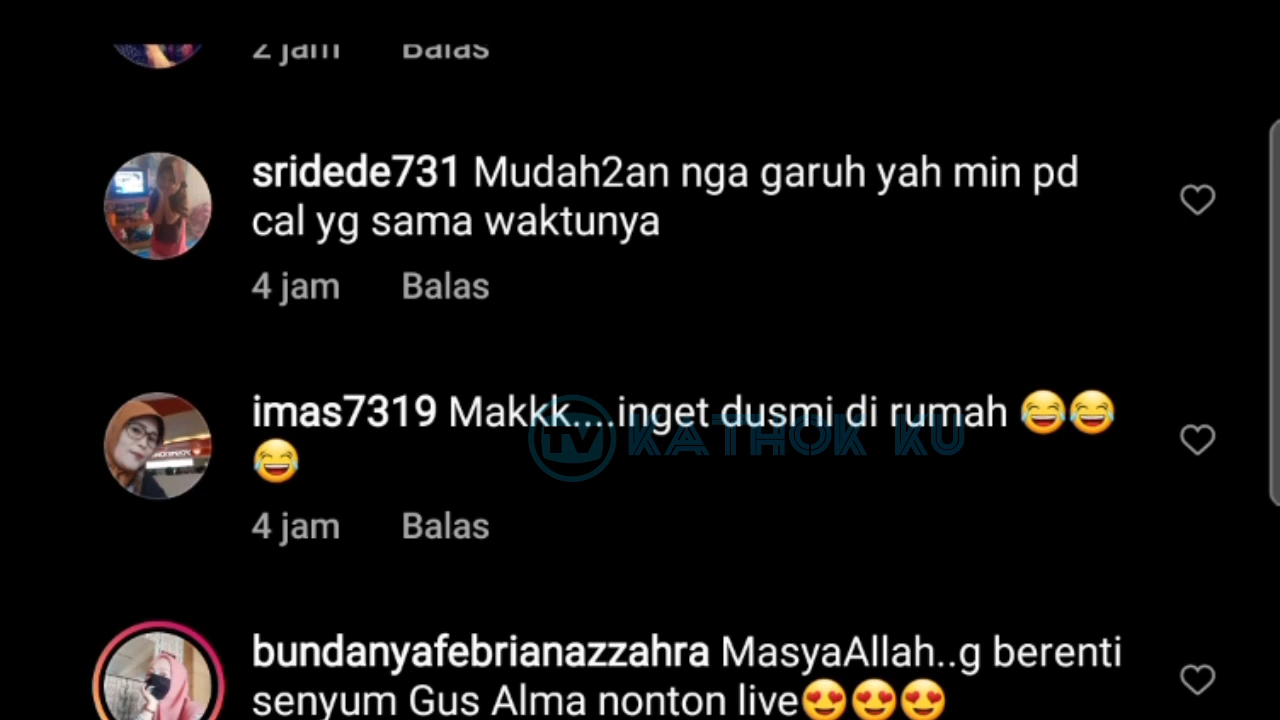 2 jam Balas
sridede731 Mudah2an nga garuh yah min pd
cal yg sama waktunya
4 jam Balas
imas7319 Makkk....inget dusmi di rumah 😂😂
😂
TV KATHOK KU
4 jam Balas
bundanyafebrianazzahra MasyaAllah..g berenti
senyum Gus Alma nonton live😍😍😍